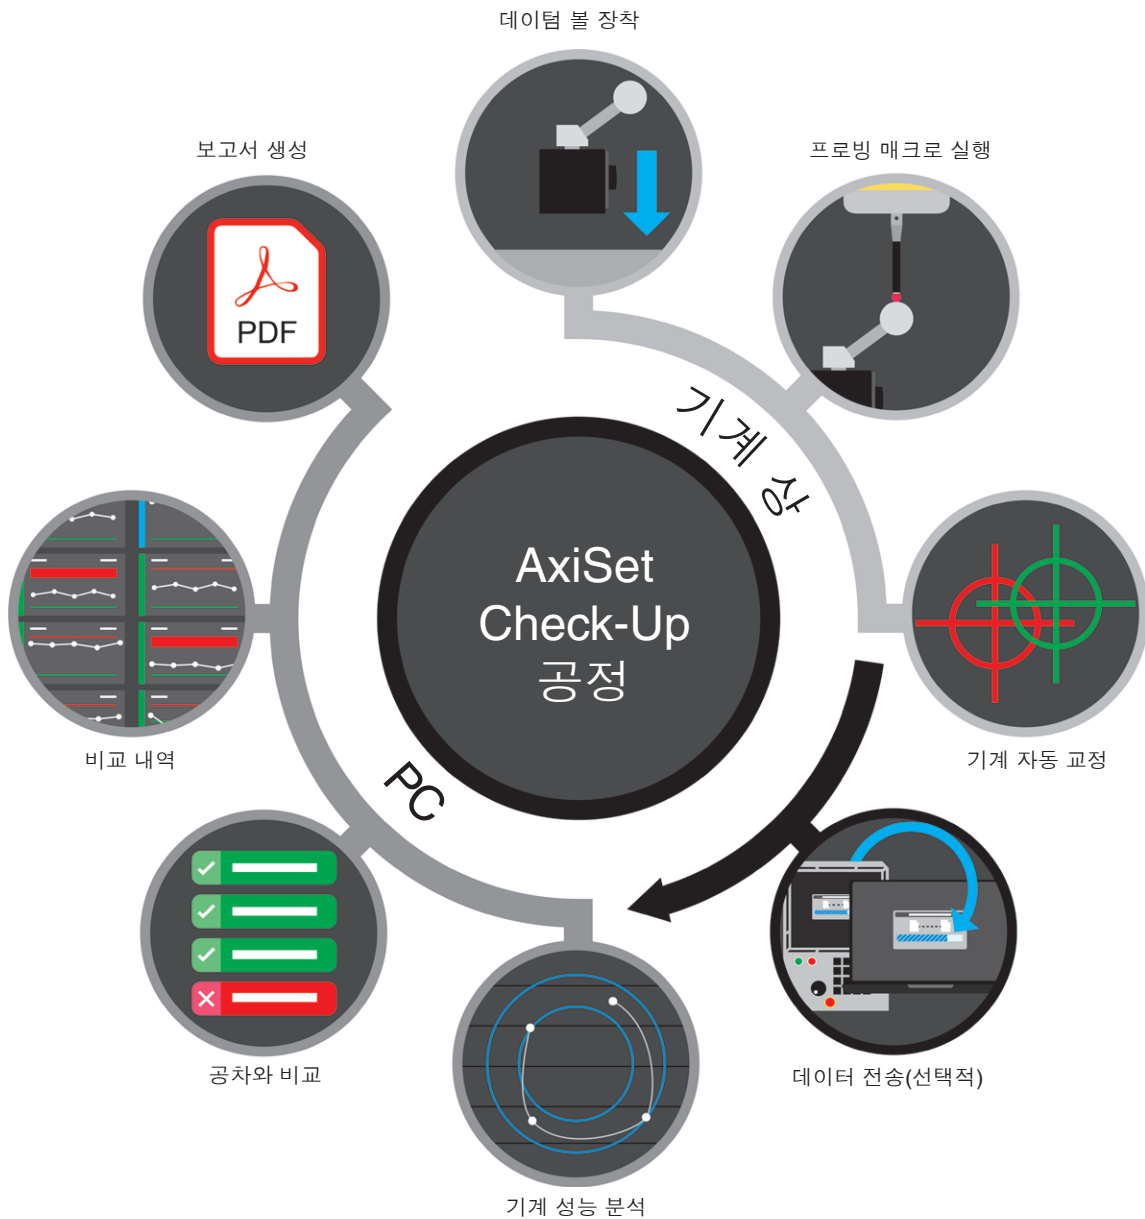 데이텀 볼 장착
보고서 생성
프로빙 매크로 실행
PDF
기계 상
AxiSet
Check-Up
공정
PC
비교 내역
기계 자동 교정
공차와 비교
데이터 전송(선택적)
기계 성능 분석